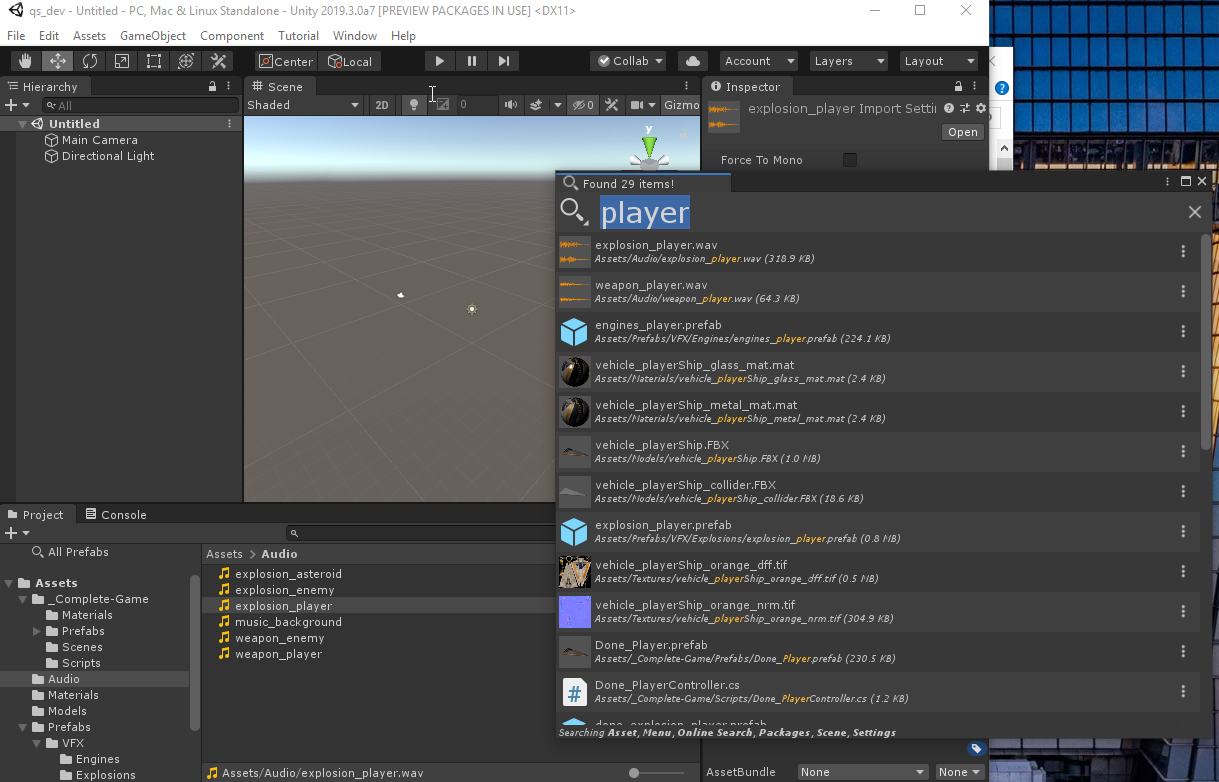 qs_dev - Untitled - PC, Mac & Linux Standalone - Unity 2019.3.0a7 [PREVIEW PACKAGES IN USE] <DX11>
File Edit Assets GameObject Component Tutorial Window Help
Center Local Collab Account Layers Layout
Hierarchy
All
Untitled
Main Camera
Directional Light
Scene
Shaded 2D 0 0 Gizmo
y
Inspector
explosion_player Import Settin
Open
Force To Mono
Found 29 items!
player
explosion_player.wav
Assets/Audio/explosion_player.wav (318.9 KB)
weapon_player.wav
Assets/Audio/weapon_player.wav (64.3 KB)
engines_player.prefab
Assets/Prefabs/VFX/Engines/engines_player.prefab (224.1 KB)
vehicle_playerShip_glass_mat.mat
Assets/Materials/vehicle_playerShip_glass_mat.mat (2.4 KB)
vehicle_playerShip_metal_mat.mat
Assets/Materials/vehicle_playerShip_metal_mat.mat (2.4 KB)
vehicle_playerShip.FBX
Assets/Models/vehicle_playerShip.FBX (1.0 MB)
vehicle_playerShip_collider.FBX
Assets/Models/vehicle_playerShip_collider.FBX (18.6 KB)
explosion_player.prefab
Assets/Prefabs/VFX/Explosions/explosion_player.prefab (0.8 MB)
vehicle_playerShip_orange_dff.tif
Assets/Textures/vehicle_playerShip_orange_dff.tif (0.5 MB)
vehicle_playerShip_orange_nrm.tif
Assets/Textures/vehicle_playerShip_orange_nrm.tif (304.9 KB)
Done_Player.prefab
Assets/_Complete-Game/Prefabs/Done_Player.prefab (230.5 KB)
Done_PlayerController.cs
Assets/_Complete-Game/Scripts/Done_PlayerController.cs (1.2 KB)
done_explosion_player.prefab
Searching Asset, Menu, Online Search, Packages, Scene, Settings
Project Console
All Prefabs
Assets
_Complete-Game
Materials
Prefabs
Scenes
Scripts
Audio
Materials
Models
Prefabs
VFX
Engines
Explosions
Assets > Audio
explosion_asteroid
explosion_enemy
explosion_player
music_background
weapon_enemy
weapon_player
Assets/Audio/explosion_player.wav
AssetBundle None None